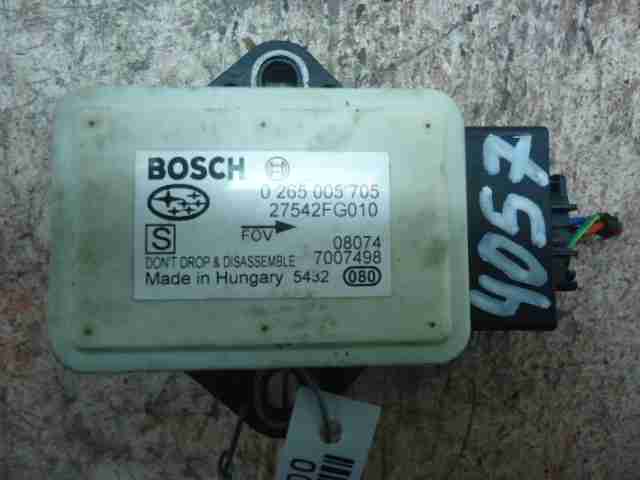 BOSCH
0 265 005 705
27542FG010
S
FOV
08074
DON'T DROP & DISASSEMBLE 7007498
Made in Hungary 5432 080
4057